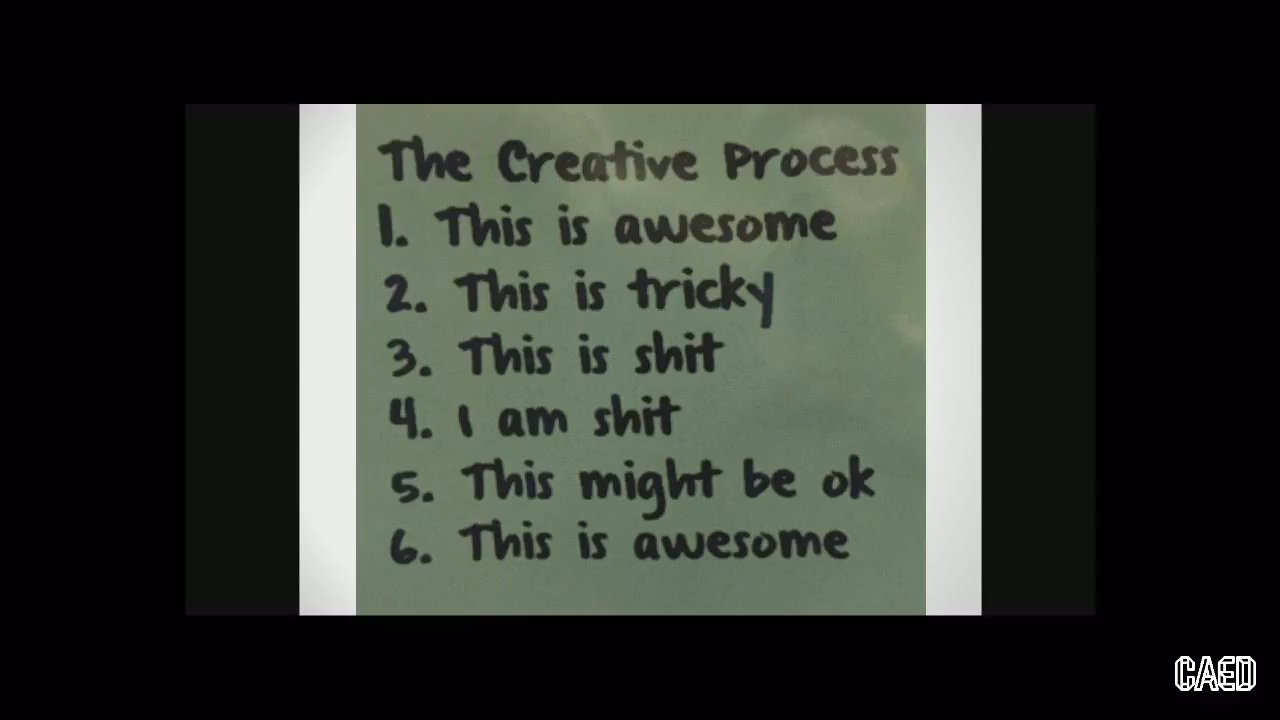 The Creative Process
1. This is awesome
2. This is tricky
3. This is shit
4. I am shit
5. This might be ok
6. This is awesome
CAED